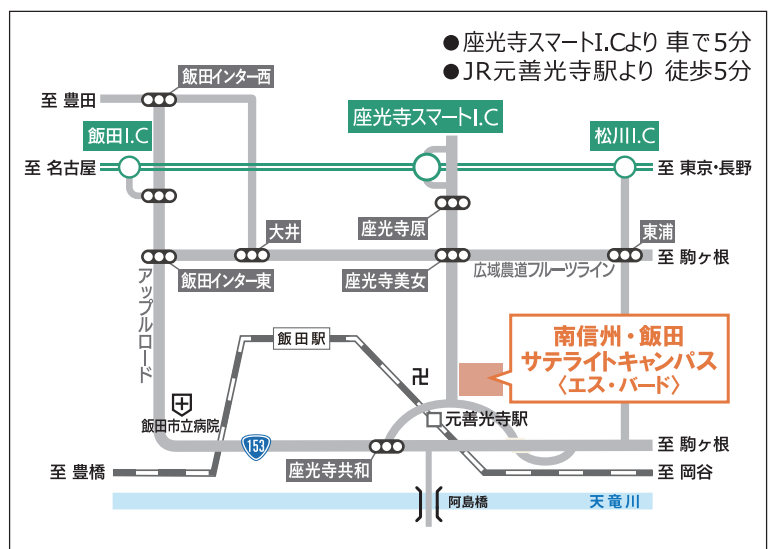 ●座光寺スマートI.Cより 車で5分
●JR元善光寺駅より 徒歩5分
飯田インター西
至 豊田
飯田I.C
座光寺スマートI.C
松川I.C
至 名古屋
至 東京・長野
座光寺原
大井
東浦
飯田インター東
座光寺美女
広域農道フルーツライン
至 駒ヶ根
アップルロード
飯田駅
南信州・飯田
サテライトキャンパス
〈エス・バード〉
卍
飯田市立病院
元善光寺駅
153
座光寺共和
至 駒ヶ根
至 豊橋
至 岡谷
阿島橋
天竜川